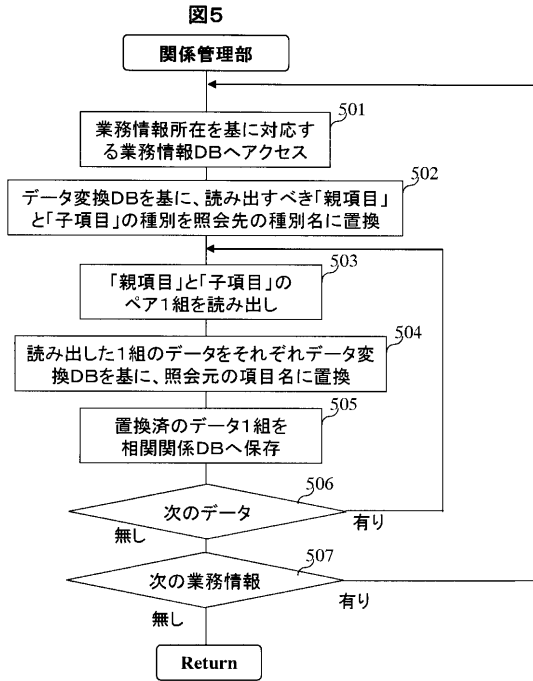 図5
関係管理部
501
業務情報所在を基に対応す
る業務情報DBへアクセス
502
データ変換DBを基に、読み出すべき「親項目」
と「子項目」の種別を照会先の種別名に置換
503
「親項目」と「子項目」の
ペア1組を読み出し
504
読み出した1組のデータをそれぞれデータ変
換DBを基に、照会元の項目名に置換
505
置換済のデータ1組を
相関関係DBへ保存
506
次のデータ
有り
無し
507
次の業務情報
有り
無し
Return